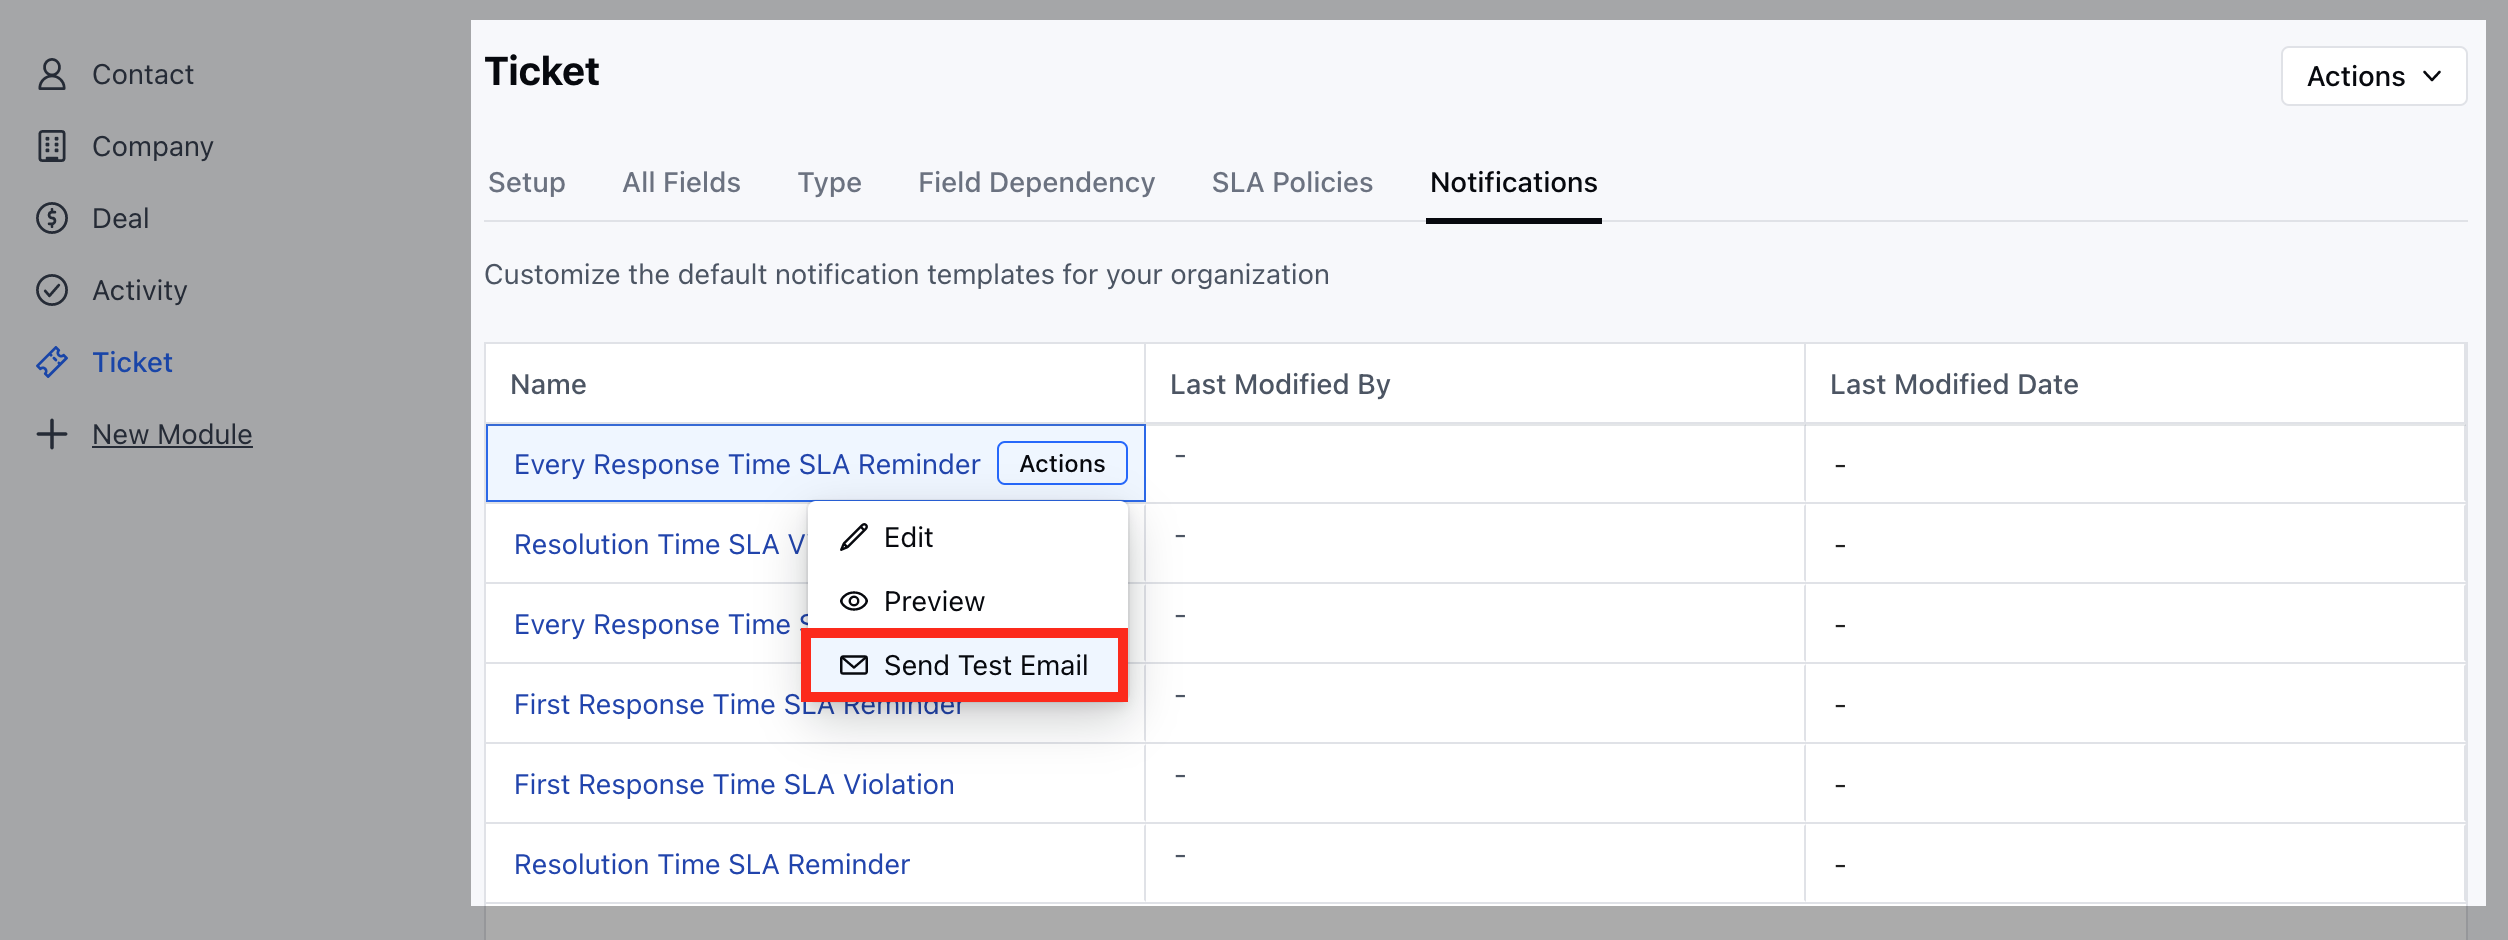 Contact
Company
Deal
Activity
Ticket
New Module
Ticket
Actions
Setup All Fields Type Field Dependency SLA Policies Notifications
Customize the default notification templates for your organization
Name Last Modified By Last Modified Date
Every Response Time SLA Reminder Actions - -
Edit
Resolution Time SLA V - -
Preview
Every Response Time - -
Send Test Email
First Response Time SLA Reminder - -
First Response Time SLA Violation - -
Resolution Time SLA Reminder - -